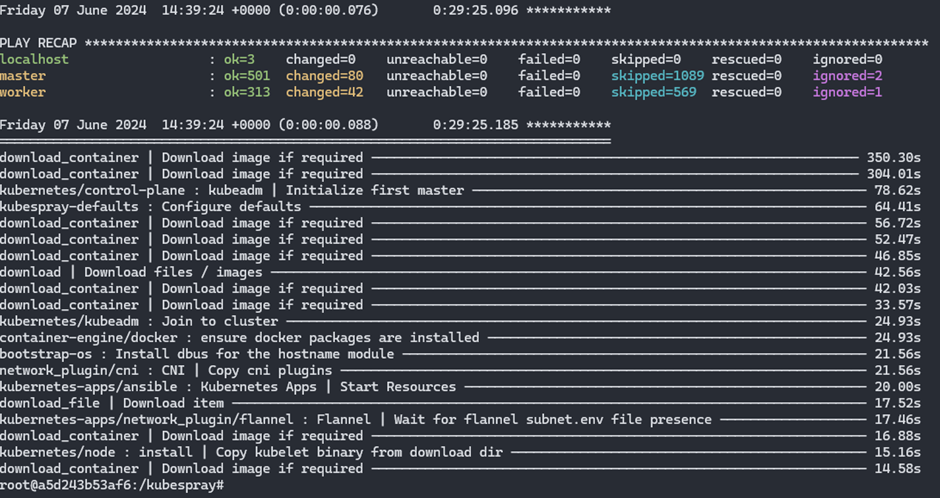 Friday 07 June 2024  14:39:24 +0000 (0:00:00.076)       0:29:25.096 ***********
PLAY RECAP *********************************************************************************************************************
localhost                  : ok=3    changed=0    unreachable=0    failed=0    skipped=0    rescued=0    ignored=0
master                     : ok=501  changed=80   unreachable=0    failed=0    skipped=1089 rescued=0    ignored=2
worker                     : ok=313  changed=42   unreachable=0    failed=0    skipped=569  rescued=0    ignored=1
Friday 07 June 2024  14:39:24 +0000 (0:00:00.088)       0:29:25.185 ***********
===============================================================================
download_container | Download image if required ---------------------------------------------------------------- 350.30s
download_container | Download image if required ---------------------------------------------------------------- 304.01s
kubernetes/control-plane : kubeadm | Initialize first master ---------------------------------------------------- 78.62s
kubespray-defaults : Configure defaults ------------------------------------------------------------------------- 64.41s
download_container | Download image if required ----------------------------------------------------------------- 56.72s
download_container | Download image if required ----------------------------------------------------------------- 52.47s
download_container | Download image if required ----------------------------------------------------------------- 46.85s
download | Download files / images ------------------------------------------------------------------------------ 42.56s
download_container | Download image if required ----------------------------------------------------------------- 42.03s
download_container | Download image if required ----------------------------------------------------------------- 33.57s
kubernetes/kubeadm : Join to cluster ---------------------------------------------------------------------------- 24.93s
container-engine/docker : ensure docker packages are installed -------------------------------------------------- 24.93s
bootstrap-os : Install dbus for the hostname module ------------------------------------------------------------- 21.56s
network_plugin/cni : CNI | Copy cni plugins --------------------------------------------------------------------- 21.56s
kubernetes-apps/ansible : Kubernetes Apps | Start Resources ----------------------------------------------------- 20.00s
download_file | Download item ----------------------------------------------------------------------------------- 17.52s
kubernetes-apps/network_plugin/flannel : Flannel | Wait for flannel subnet.env file presence -------------------- 17.46s
download_container | Download image if required ----------------------------------------------------------------- 16.88s
kubernetes/node : install | Copy kubelet binary from download dir ----------------------------------------------- 15.16s
download_container | Download image if required ----------------------------------------------------------------- 14.58s
root@a5d243b53af6:/kubespray#